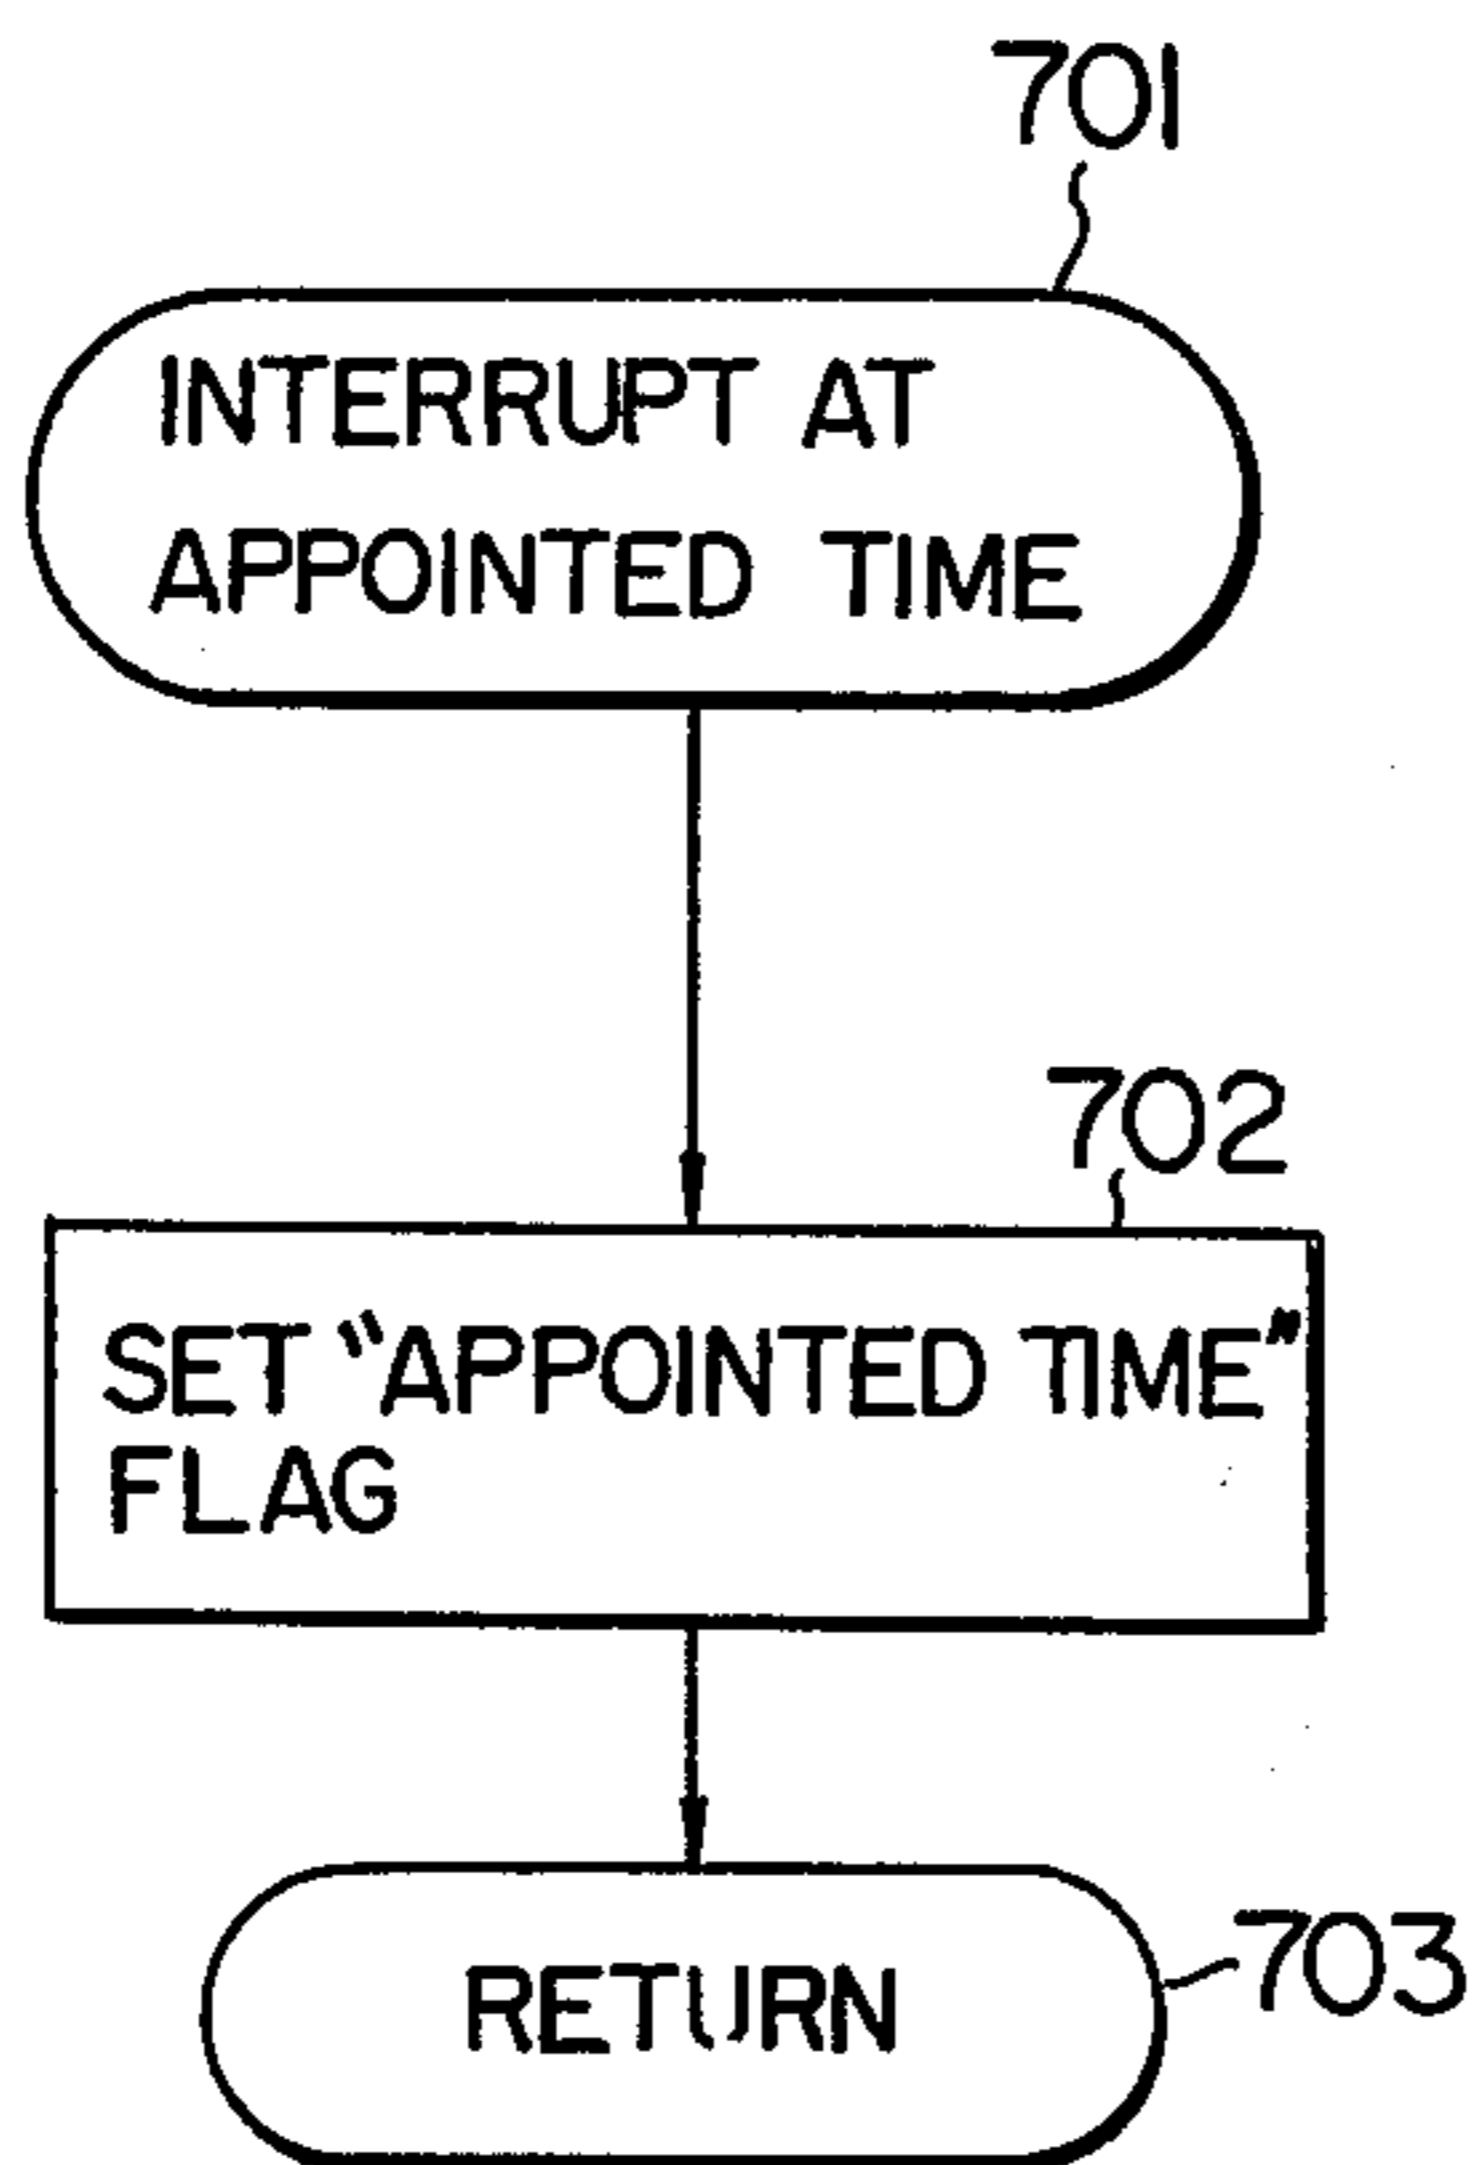 701
INTERRUPT AT
APPOINTED TIME
702
SET "APPOINTED TIME"
FLAG
RETURN
703